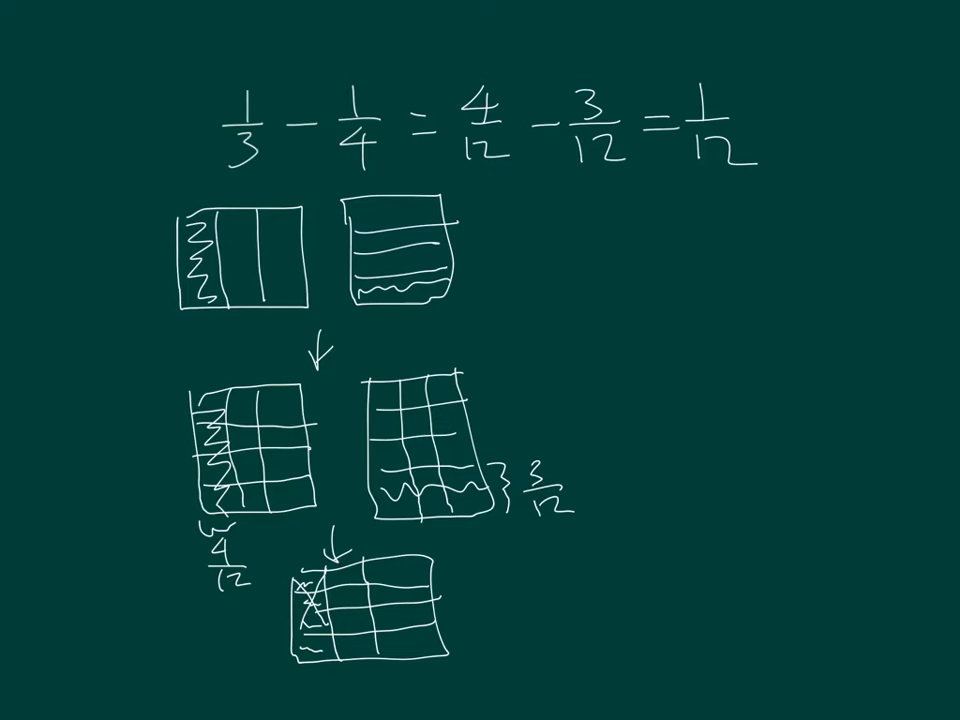 1/3 - 1/4 = 4/12 - 3/12 = 1/12
3/12
4/12